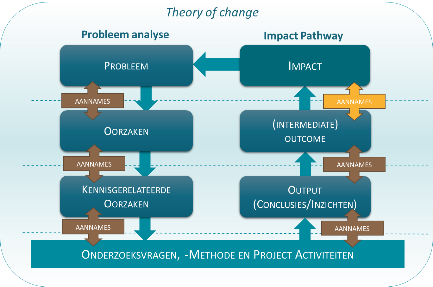 Theory of change
Probleem analyse
Impact Pathway
PROBLEEM
IMPACT
AANNAMES
AANNAMES
OORZAKEN
(INTERMEDIATE)
OUTCOME
AANNAMES
AANNAMES
KENNISGERELATEERDE
OORZAKEN
OUTPUT
(CONCLUSIES/INZICHTEN)
AANNAMES
AANNAMES
ONDERZOEKSVRAGEN, -METHODE EN PROJECT ACTIVITEITEN